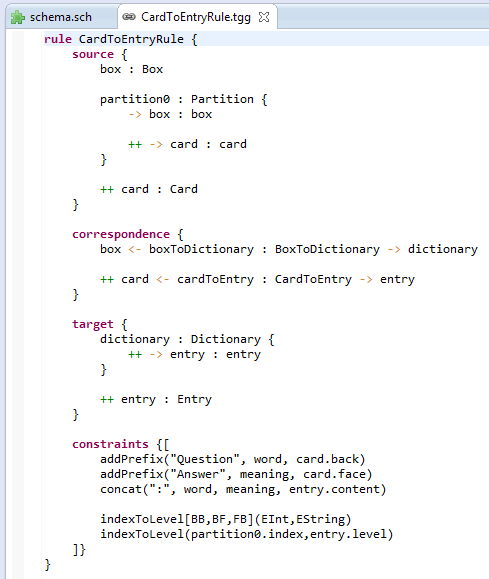 schema.sch
CardToEntryRule.tgg
rule CardToEntryRule {
source {
box : Box
partition0 : Partition {
-> box : box
++ -> card : card
}
++ card : Card
}
correspondence {
box <- boxToDictionary : BoxToDictionary -> dictionary
++ card <- cardToEntry : CardToEntry -> entry
}
target {
dictionary : Dictionary {
++ -> entry : entry
}
++ entry : Entry
}
constraints {[
addPrefix("Question", word, card.back)
addPrefix("Answer", meaning, card.face)
concat(":", word, meaning, entry.content)
indexToLevel[BB,BF,FB](EInt,EString)
indexToLevel(partition0.index,entry.level)
]}
}